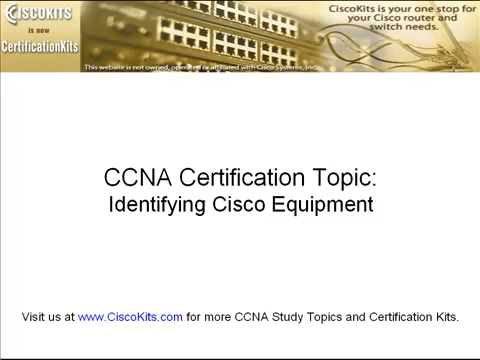 CISCOKITS
is now
CertificationKits
CiscoKits is your one stop for
your Cisco router and
switch needs.
This website is not owned, operated or affiliated with Cisco Systems, Inc.
CCNA Certification Topic:
Identifying Cisco Equipment
Visit us at www.CiscoKits.com for more CCNA Study Topics and Certification Kits.